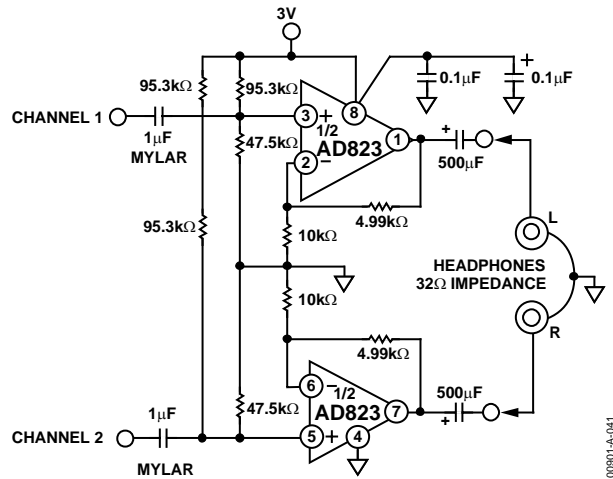 3V
95.3kΩ
95.3kΩ
0.1µF
+
0.1µF
CHANNEL 1
1µF
MYLAR
3
+
8
1/2
AD823
1
2
−
47.5kΩ
+
500µF
95.3kΩ
4.99kΩ
10kΩ
L
HEADPHONES
32Ω IMPEDANCE
10kΩ
R
4.99kΩ
6
−
1/2
AD823
7
500µF
+
47.5kΩ
1µF
CHANNEL 2
MYLAR
5
+
4
00901-A-041